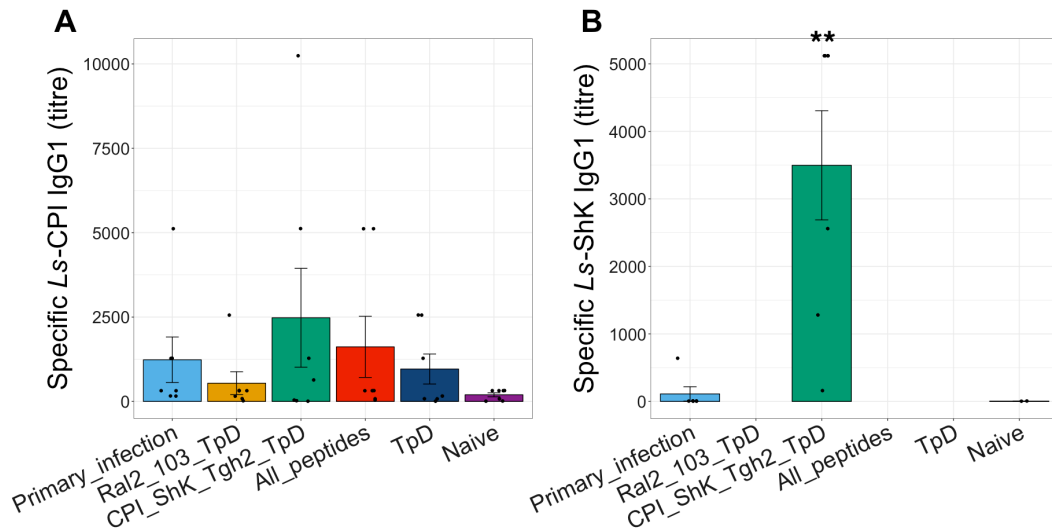 A
Specific Ls-CPI IgG1 (titre)
10000
7500
5000
2500
0
Primary_infection
Ral2_103_TpD
CPI_ShK_Tgh2_TpD
All_peptides
TpD
Naive
B
**
Specific Ls-ShK IgG1 (titre)
5000
4000
3000
2000
1000
0
Primary_infection
Ral2_103_TpD
CPI_ShK_Tgh2_TpD
All_peptides
TpD
Naive